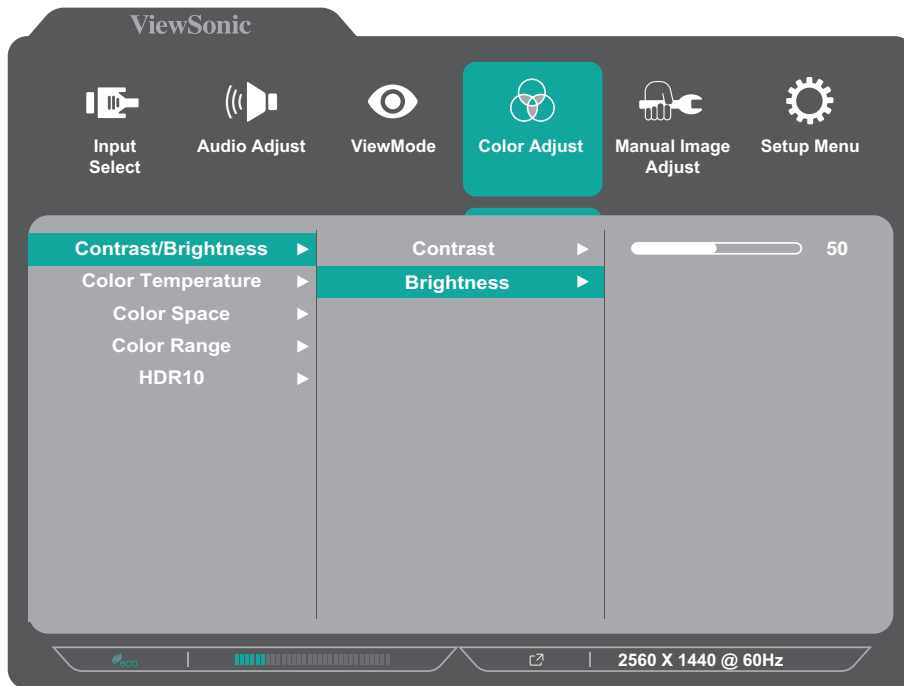 ViewSonic
Input Select
Audio Adjust
ViewMode
Color Adjust
Manual Image Adjust
Setup Menu
Contrast/Brightness
Contrast
50
Color Temperature
Brightness
Color Space
Color Range
HDR10
eco
2560 X 1440 @ 60Hz